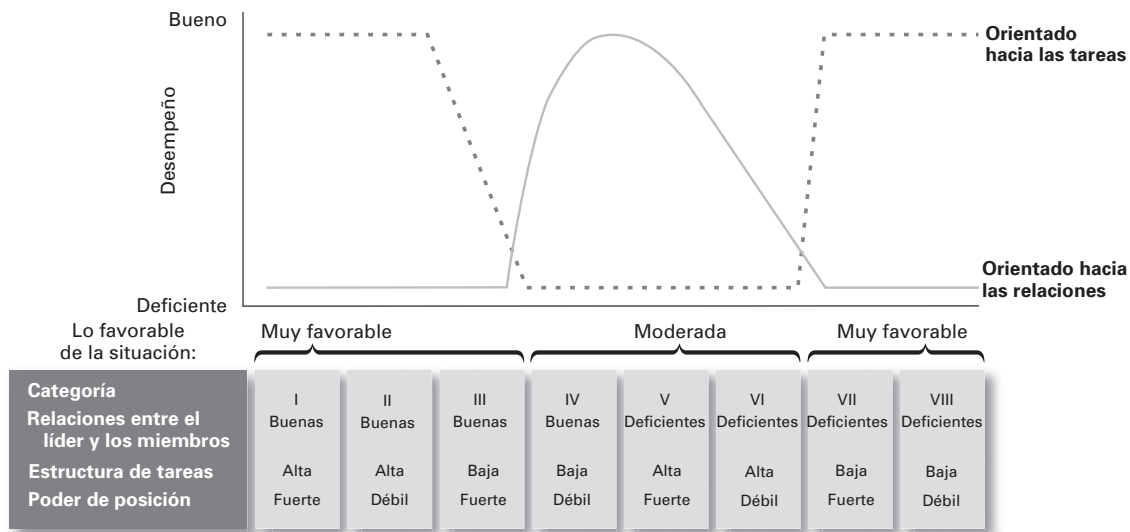 Bueno
Desempeño
Deficiente
Orientado
hacia las tareas
Orientado hacia
las relaciones
Lo favorable
de la situación:
Muy favorable
Moderada
Muy favorable
Categoría I II III IV V VI VII VIII
Relaciones entre el
líder y los miembros
Buenas Buenas Buenas Buenas Deficientes Deficientes Deficientes Deficientes
Estructura de tareas Alta Alta Baja Baja Alta Alta Baja Baja
Poder de posición Fuerte Débil Fuerte Débil Fuerte Débil Fuerte Débil